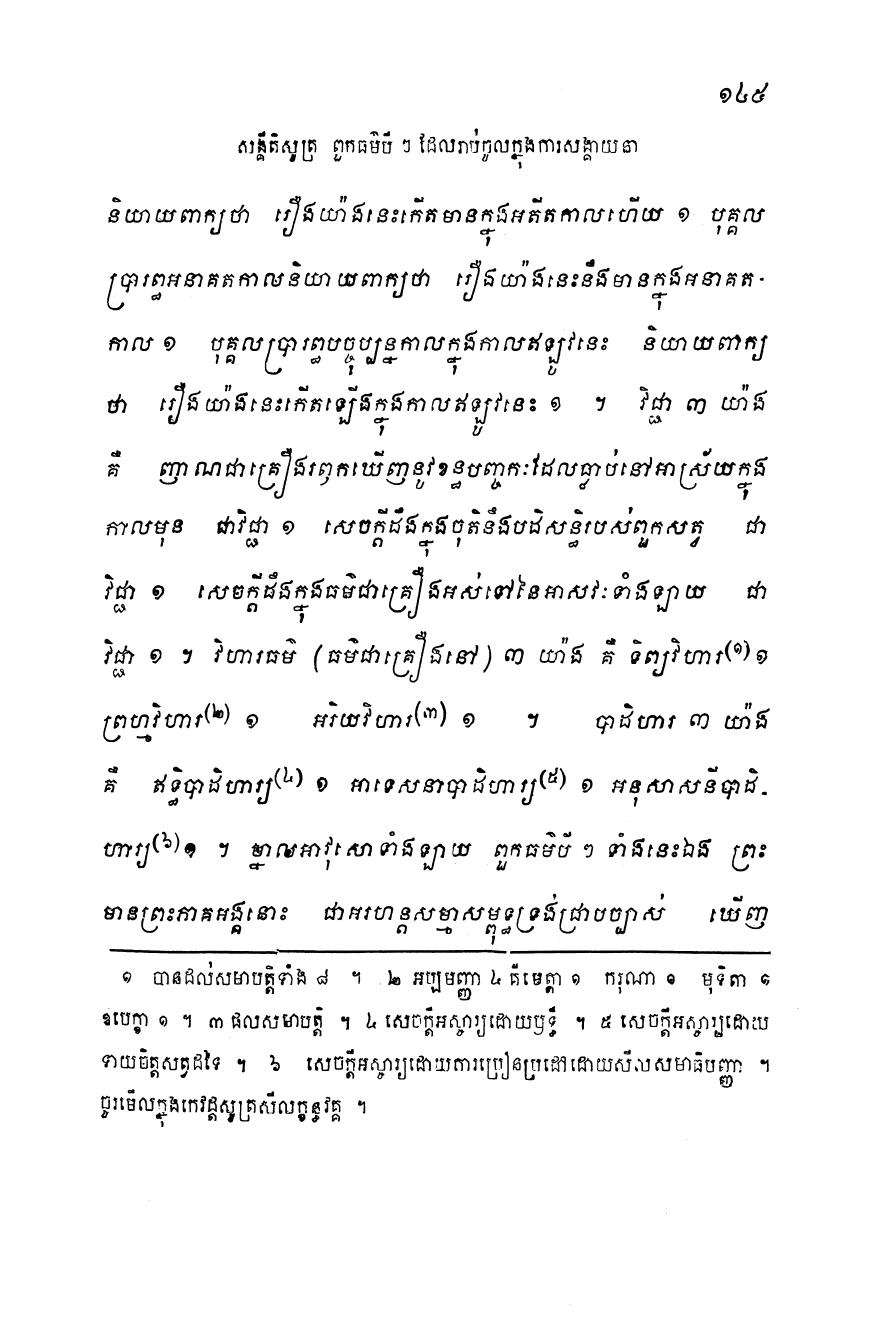 ១៤៥
សង្គីតិសូត្រ ពួកធម៌បី ៗ ដែលរាប់ចូលក្នុងការសង្គាយនា
និយាយពាក្យថា រឿងយ៉ាងនេះកើតមានក្នុងអតីតកាលហើយ ១ បុគ្គល
ប្រារព្ធអនាគតកាលនិយាយពាក្យថា រឿងយ៉ាងនេះនឹងមានក្នុងអនាគត-
កាល ១ បុគ្គលប្រារព្ធបច្ចុប្បន្នកាលក្នុងកាលឥឡូវនេះ និយាយពាក្យ
ថា រឿងយ៉ាងនេះកើតឡើងក្នុងកាលឥឡូវនេះ ១ ។ វិជ្ជា ៣ យ៉ាង
គឺ ញាណជាគ្រឿងរឭកឃើញនូវខន្ធបញ្ចកៈដែលធ្លាប់នៅអាស្រ័យក្នុង
កាលមុន ជាវិជ្ជា ១ សេចក្តីដឹងក្នុងចុតិនឹងបដិសន្ធិរបស់ពួកសត្វ ជា
វិជ្ជា ១ សេចក្តីដឹងក្នុងធម៌ជាគ្រឿងអស់ទៅនៃអាសវៈទាំងឡាយ ជា
វិជ្ជា ១ ។ វិហារធម៌ (ធម៌ជាគ្រឿងនៅ) ៣ យ៉ាង គឺ ទិព្វវិហារ(១) ១
ព្រហ្មវិហារ(២) ១ អរិយវិហារ(៣) ១ ។ បាដិហារ ៣ យ៉ាង
គឺ ឥទ្ធិបាដិហារ្យ(៤) ១ អាទេសនាបាដិហារ្យ(៥) ១ អនុសាសនីបាដិ-
ហារ្យ(៦) ១ ។ ម្នាលអាវុសោទាំងឡាយ ពួកធម៌បី ៗ ទាំងនេះឯង ព្រះ
មានព្រះភាគអង្គនោះ ជាអរហន្តសម្មាសម្ពុទ្ធទ្រង់ជ្រាបច្បាស់ ឃើញ
១ បានដល់សមាបត្តិទាំង ៨ ។ ២ អប្បមញ្ញា ៤ គឺមេត្តា ១ ករុណា ១ មុទិតា ១
ឧបេក្ខា ១ ។ ៣ ផលសមាបត្តិ ។ ៤ សេចក្តីអស្ចារ្យដោយឫទ្ធិ ។ ៥ សេចក្តីអស្ចារ្យដោយ
ទាយចិត្តសត្វដទៃ ។ ៦ សេចក្តីអស្ចារ្យដោយការប្រៀនប្រដៅដោយសីលសមាធិបញ្ញា ។
ចូរមើលក្នុងកេវដ្តសូត្រសីលក្ខន្ធវគ្គ ។